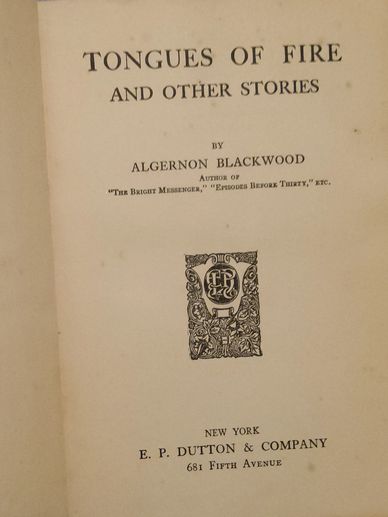 TONGUES OF FIRE
AND OTHER STORIES
BY
ALGERNON BLACKWOOD
AUTHOR OF
"THE BRIGHT MESSENGER," "EPISODES BEFORE THIRTY," ETC.
NEW YORK
E. P. DUTTON & COMPANY
681 FIFTH AVENUE